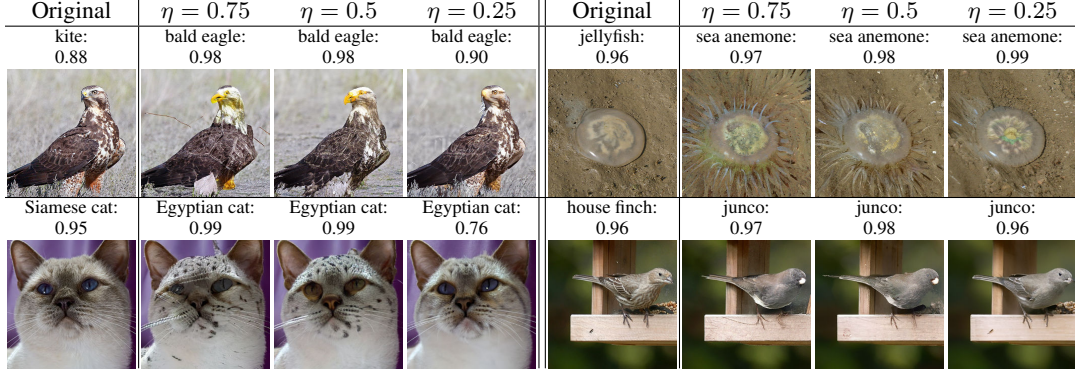 Original η = 0.75 η = 0.5 η = 0.25 Original η = 0.75 η = 0.5 η = 0.25
kite: bald eagle: bald eagle: bald eagle: jellyfish: sea anemone: sea anemone: sea anemone:
0.88 0.98 0.98 0.90 0.96 0.97 0.98 0.99
Siamese cat: Egyptian cat: Egyptian cat: Egyptian cat: house finch: junco: junco: junco:
0.95 0.99 0.99 0.76 0.96 0.97 0.98 0.96